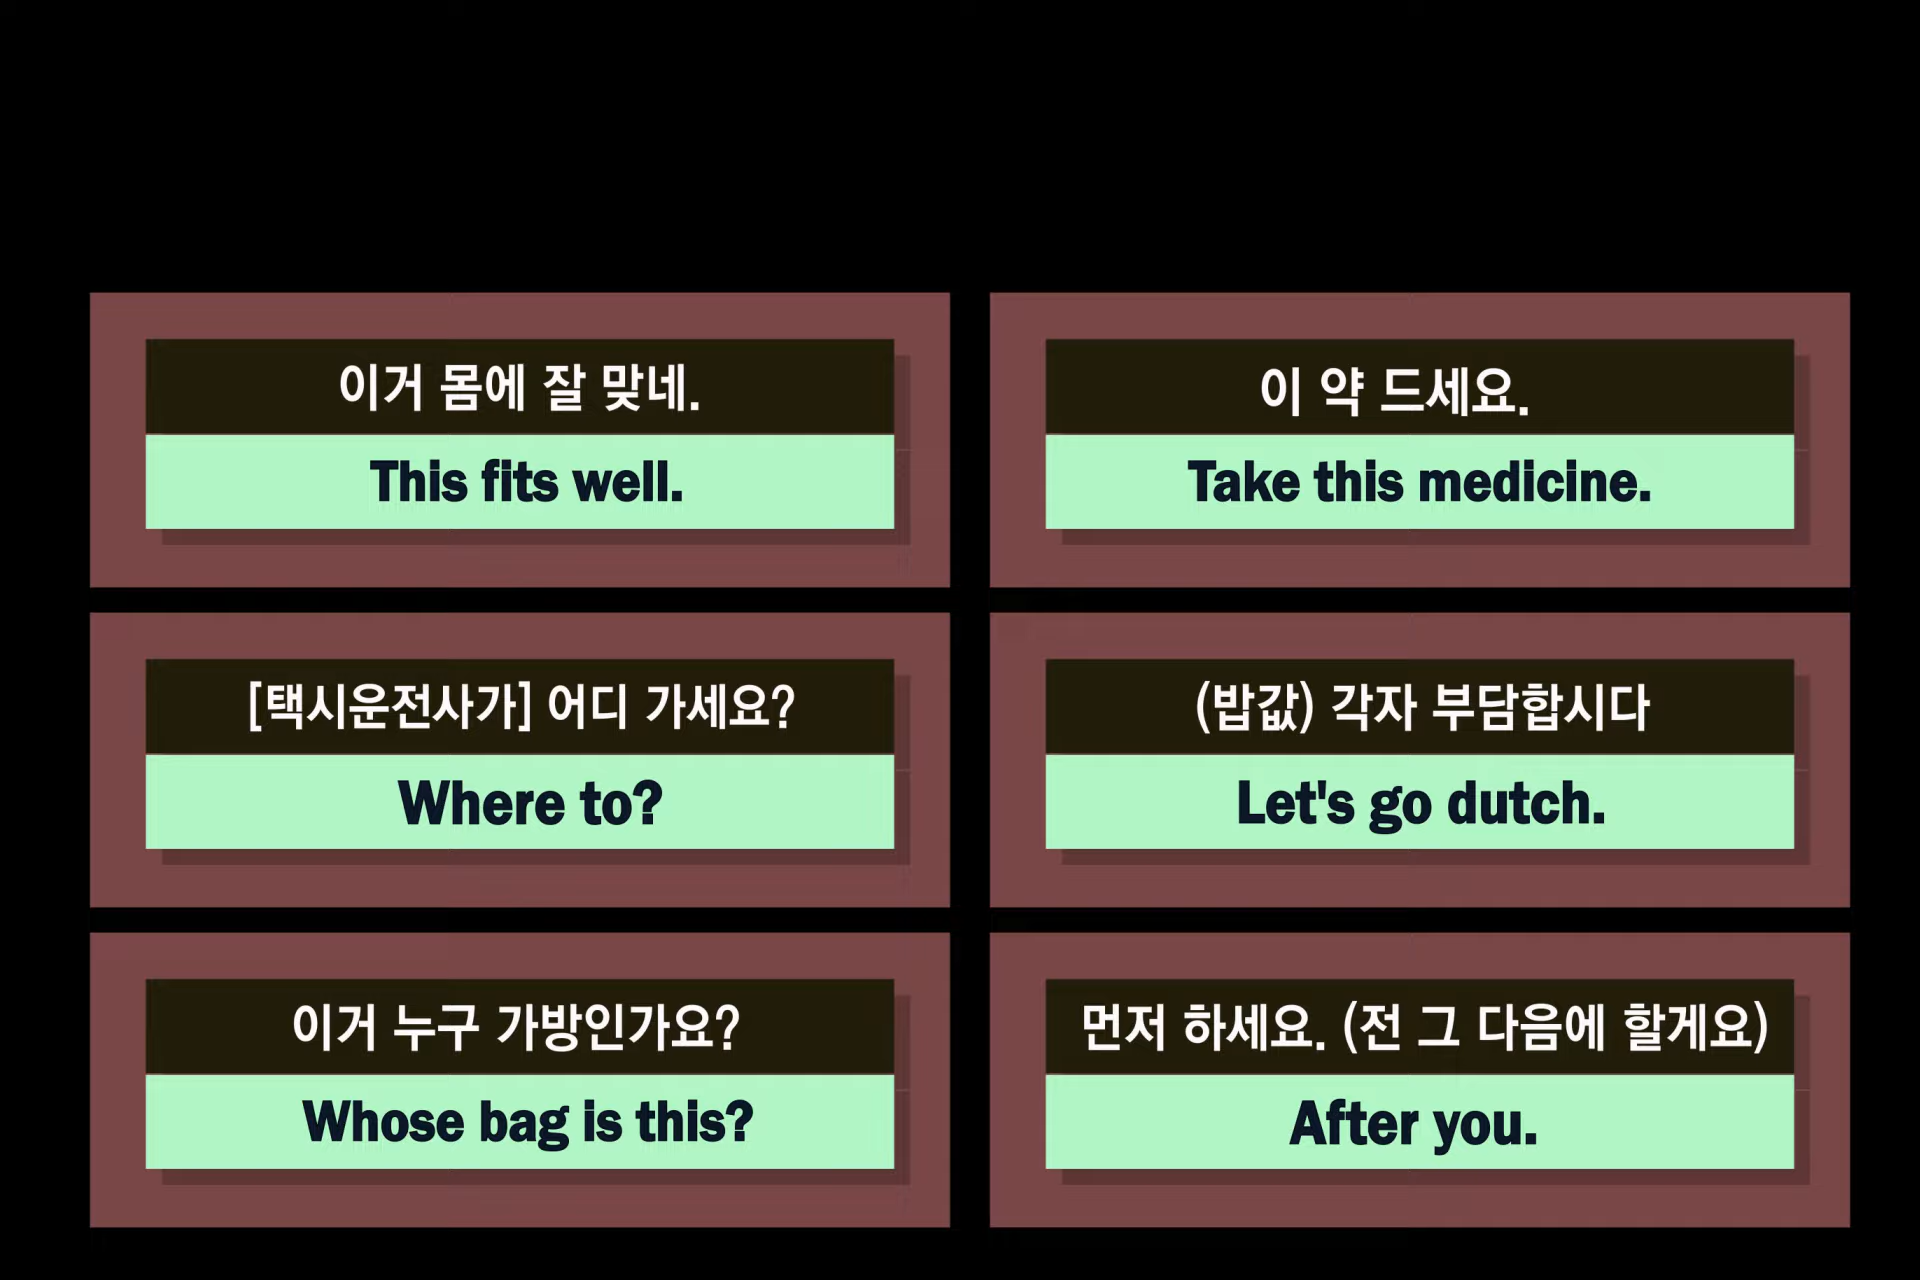 이거 몸에 잘 맞네.
This fits well.
이 약 드세요.
Take this medicine.
[택시운전사가] 어디 가세요?
Where to?
(밥값) 각자 부담합시다
Let's go dutch.
이거 누구 가방인가요?
Whose bag is this?
먼저 하세요. (전 그 다음에 할게요)
After you.